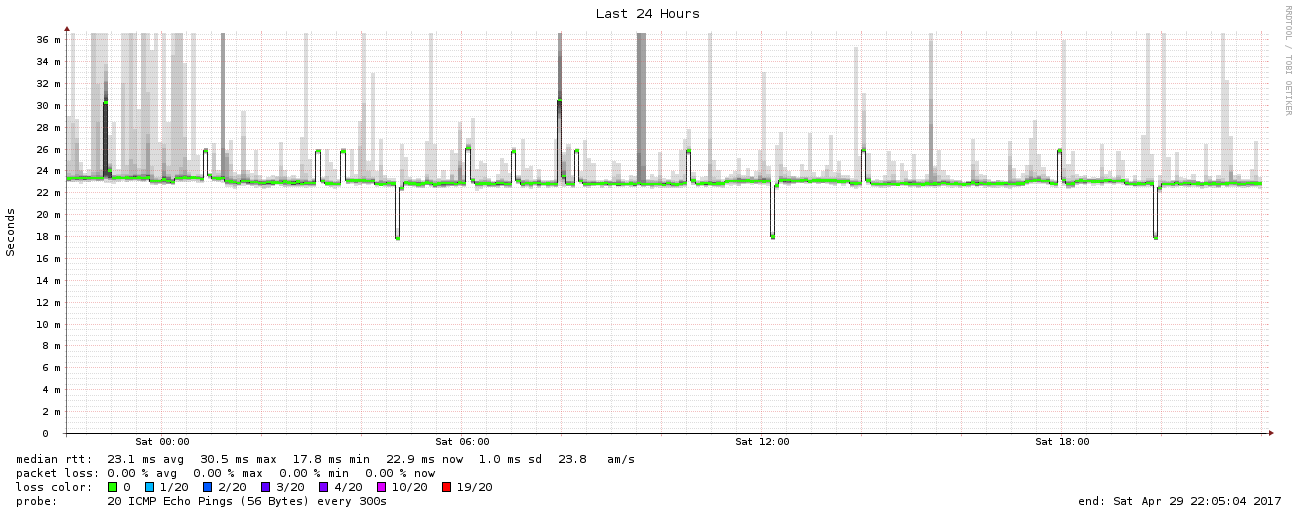 Last 24 Hours
RRDTOOL / TOBI OETIKER
Seconds
36 m
34 m
32 m
30 m
28 m
26 m
24 m
22 m
20 m
18 m
16 m
14 m
12 m
10 m
8 m
6 m
4 m
2 m
0
Sat 00:00 Sat 06:00 Sat 12:00 Sat 18:00
median rtt: 23.1 ms avg 30.5 ms max 17.8 ms min 22.9 ms now 1.0 ms sd 23.8 am/s
packet loss: 0.00 % avg 0.00 % max 0.00 % min 0.00 % now
loss color: 0 1/20 2/20 3/20 4/20 10/20 19/20
probe: 20 ICMP Echo Pings (56 Bytes) every 300s end: Sat Apr 29 22:05:04 2017